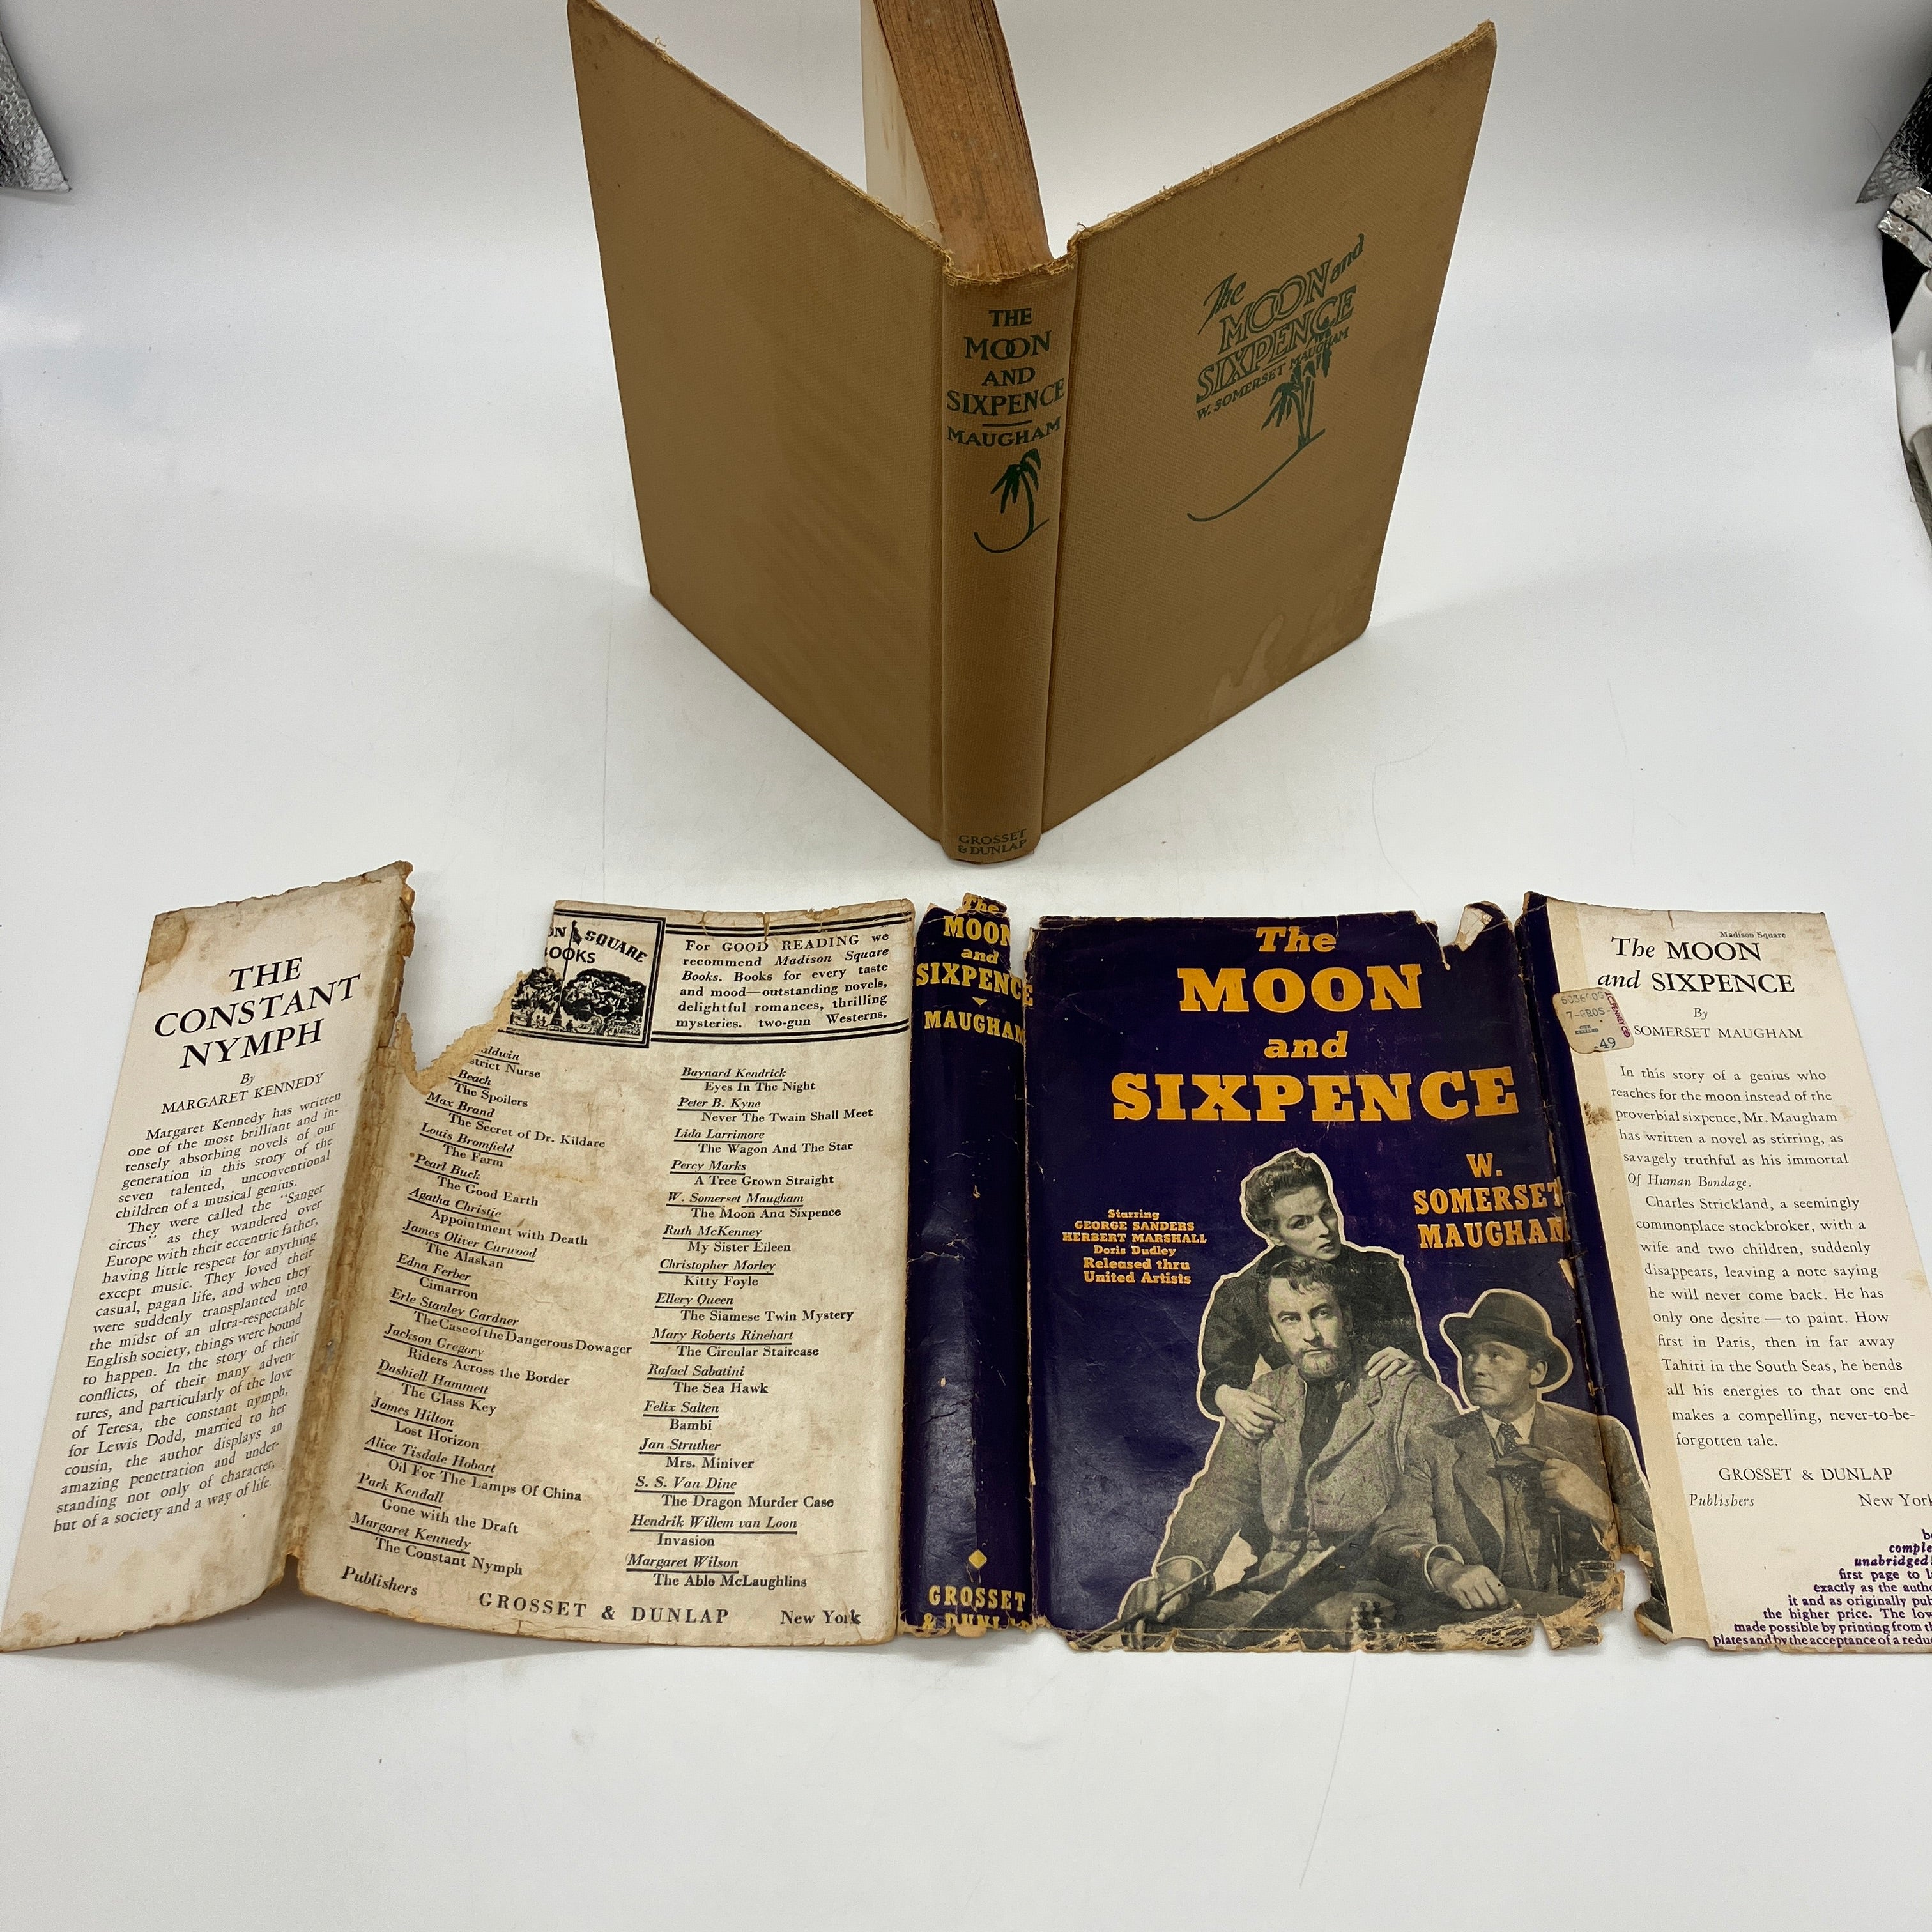 THE
MOON
AND
SIXPENCE
MAUGHAM
GROSSET
& DUNLAP
The
MOON and
SIXPENCE
W. SOMERSET MAUGHAM
THE
CONSTANT
NYMPH
By
MARGARET KENNEDY
Margaret Kennedy has written
one of the most brilliant and in-
tensely absorbing novels of our
generation in this story of the
seven talented, unconventional
children of a musical genius.
They were called the "Sanger
circus" as they wandered over
Europe with their eccentric father,
having little respect for anything
except music. They loved their
casual, pagan life, and when they
were suddenly transplanted into
the midst of an ultra-respectable
English society, things were bound
to happen. In the story of their
conflicts, of their many adven-
tures, and particularly of the love
of Teresa, the constant nymph,
for Lewis Dodd, married to her
cousin, the author displays an
amazing penetration and under-
standing not only of character,
but of a society and a way of life.
ON SQUARE
BOOKS
For GOOD READING we
recommend Madison Square
Books. Books for every taste
and mood—outstanding novels,
delightful romances, thrilling
mysteries. two-gun Westerns.
aldwin
strict Nurse
Beach
The Spoilers
Max Brand
The Secret of Dr. Kildare
Louis Bromfield
The Farm
Pearl Buck
The Good Earth
Agatha Christie
Appointment with Death
James Oliver Curwood
The Alaskan
Edna Ferber
Cimarron
Erle Stanley Gardner
The Case of the Dangerous Dowager
Jackson Gregory
Riders Across the Border
Dashiell Hammett
The Glass Key
James Hilton
Lost Horizon
Alice Tisdale Hobart
Oil For The Lamps Of China
Park Kendall
Gone with the Draft
Margaret Kennedy
The Constant Nymph
Baynard Kendrick
Eyes In The Night
Peter B. Kyne
Never The Twain Shall Meet
Lida Larrimore
The Wagon And The Star
Percy Marks
A Tree Grown Straight
W. Somerset Maugham
The Moon And Sixpence
Ruth McKenney
My Sister Eileen
Christopher Morley
Kitty Foyle
Ellery Queen
The Siamese Twin Mystery
Mary Roberts Rinehart
The Circular Staircase
Rafael Sabatini
The Sea Hawk
Felix Salten
Bambi
Jan Struther
Mrs. Miniver
S. S. Van Dine
The Dragon Murder Case
Hendrik Willem van Loon
Invasion
Margaret Wilson
The Able McLaughlins
Publishers GROSSET & DUNLAP New York
The
MOON
and
SIXPENCE
MAUGHAM
GROSSET
& DUNLAP
The
MOON
and
SIXPENCE
W.
SOMERSET
MAUGHAM
Starring
GEORGE SANDERS
HERBERT MARSHALL
Doris Dudley
Released thru
United Artists
Madison Square
The MOON
and SIXPENCE
By
SOMERSET MAUGHAM
.49
In this story of a genius who
reaches for the moon instead of the
proverbial sixpence, Mr. Maugham
has written a novel as stirring, as
savagely truthful as his immortal
Of Human Bondage.
Charles Strickland, a seemingly
commonplace stockbroker, with a
wife and two children, suddenly
disappears, leaving a note saying
he will never come back. He has
only one desire — to paint. How
first in Paris, then in far away
Tahiti in the South Seas, he bends
all his energies to that one end
makes a compelling, never-to-be-
forgotten tale.
GROSSET & DUNLAP
Publishers New York
comple
unabridged
first page to l
exactly as the autho
it and as originally pub
the higher price. The low
made possible by printing from th
plates and by the acceptance of a redu